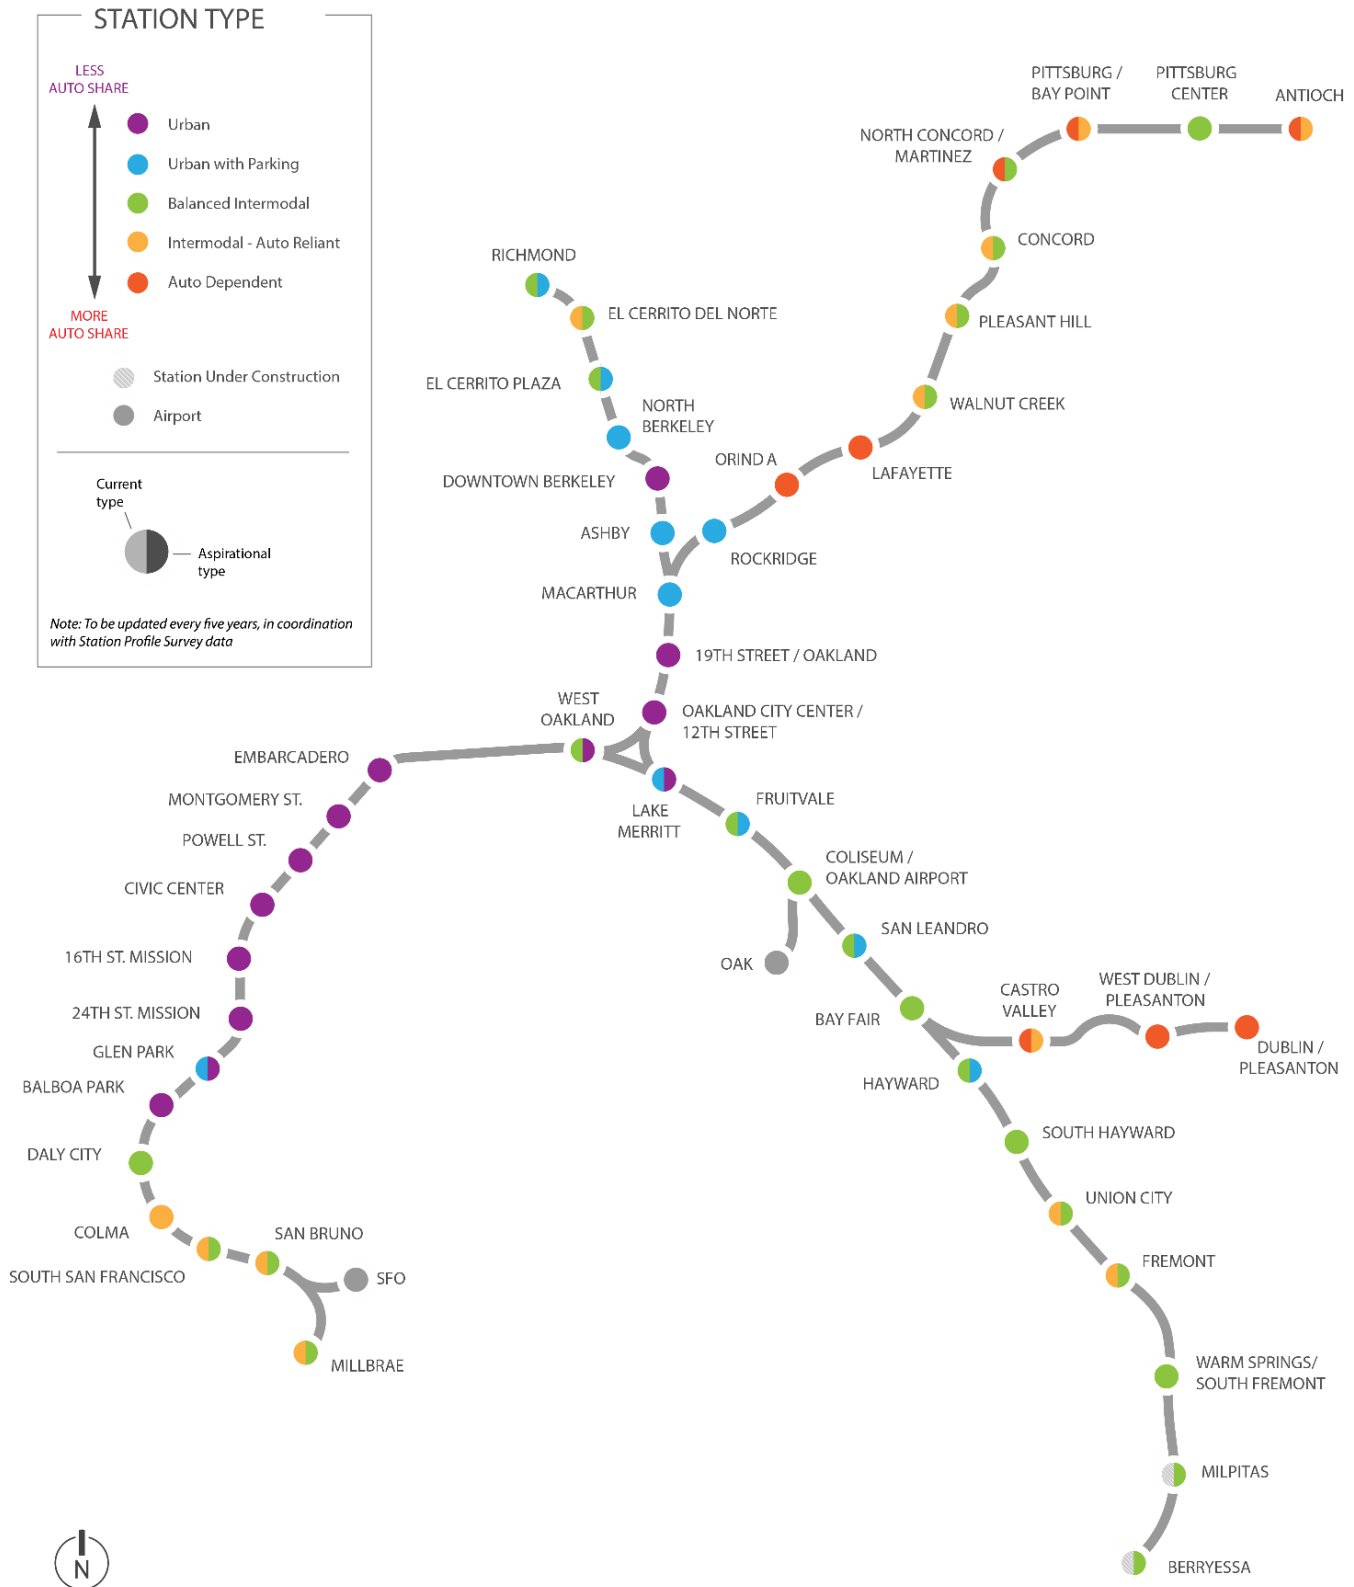 STATION TYPE
LESS
AUTO SHARE
Urban
Urban with Parking
Balanced Intermodal
Intermodal - Auto Reliant
Auto Dependent
MORE
AUTO SHARE
Station Under Construction
Airport
Current
type
Aspirational
type
Note: To be updated every five years, in coordination
with Station Profile Survey data
PITTSBURG /
BAY POINT
PITTSBURG
CENTER
ANTIOCH
NORTH CONCORD /
MARTINEZ
CONCORD
PLEASANT HILL
WALNUT CREEK
LAFAYETTE
ORIND A
ROCKRIDGE
RICHMOND
EL CERRITO DEL NORTE
EL CERRITO PLAZA
NORTH
BERKELEY
DOWNTOWN BERKELEY
ASHBY
MACARTHUR
19TH STREET / OAKLAND
OAKLAND CITY CENTER /
12TH STREET
WEST
OAKLAND
LAKE
MERRITT
EMBARCADERO
MONTGOMERY ST.
POWELL ST.
CIVIC CENTER
16TH ST. MISSION
24TH ST. MISSION
GLEN PARK
BALBOA PARK
DALY CITY
COLMA
SOUTH SAN FRANCISCO
SAN BRUNO
SFO
MILLBRAE
FRUITVALE
COLISEUM /
OAKLAND AIRPORT
OAK
SAN LEANDRO
BAY FAIR
CASTRO
VALLEY
WEST DUBLIN /
PLEASANTON
DUBLIN /
PLEASANTON
HAYWARD
SOUTH HAYWARD
UNION CITY
FREMONT
WARM SPRINGS/
SOUTH FREMONT
MILPITAS
BERRYESSA
N